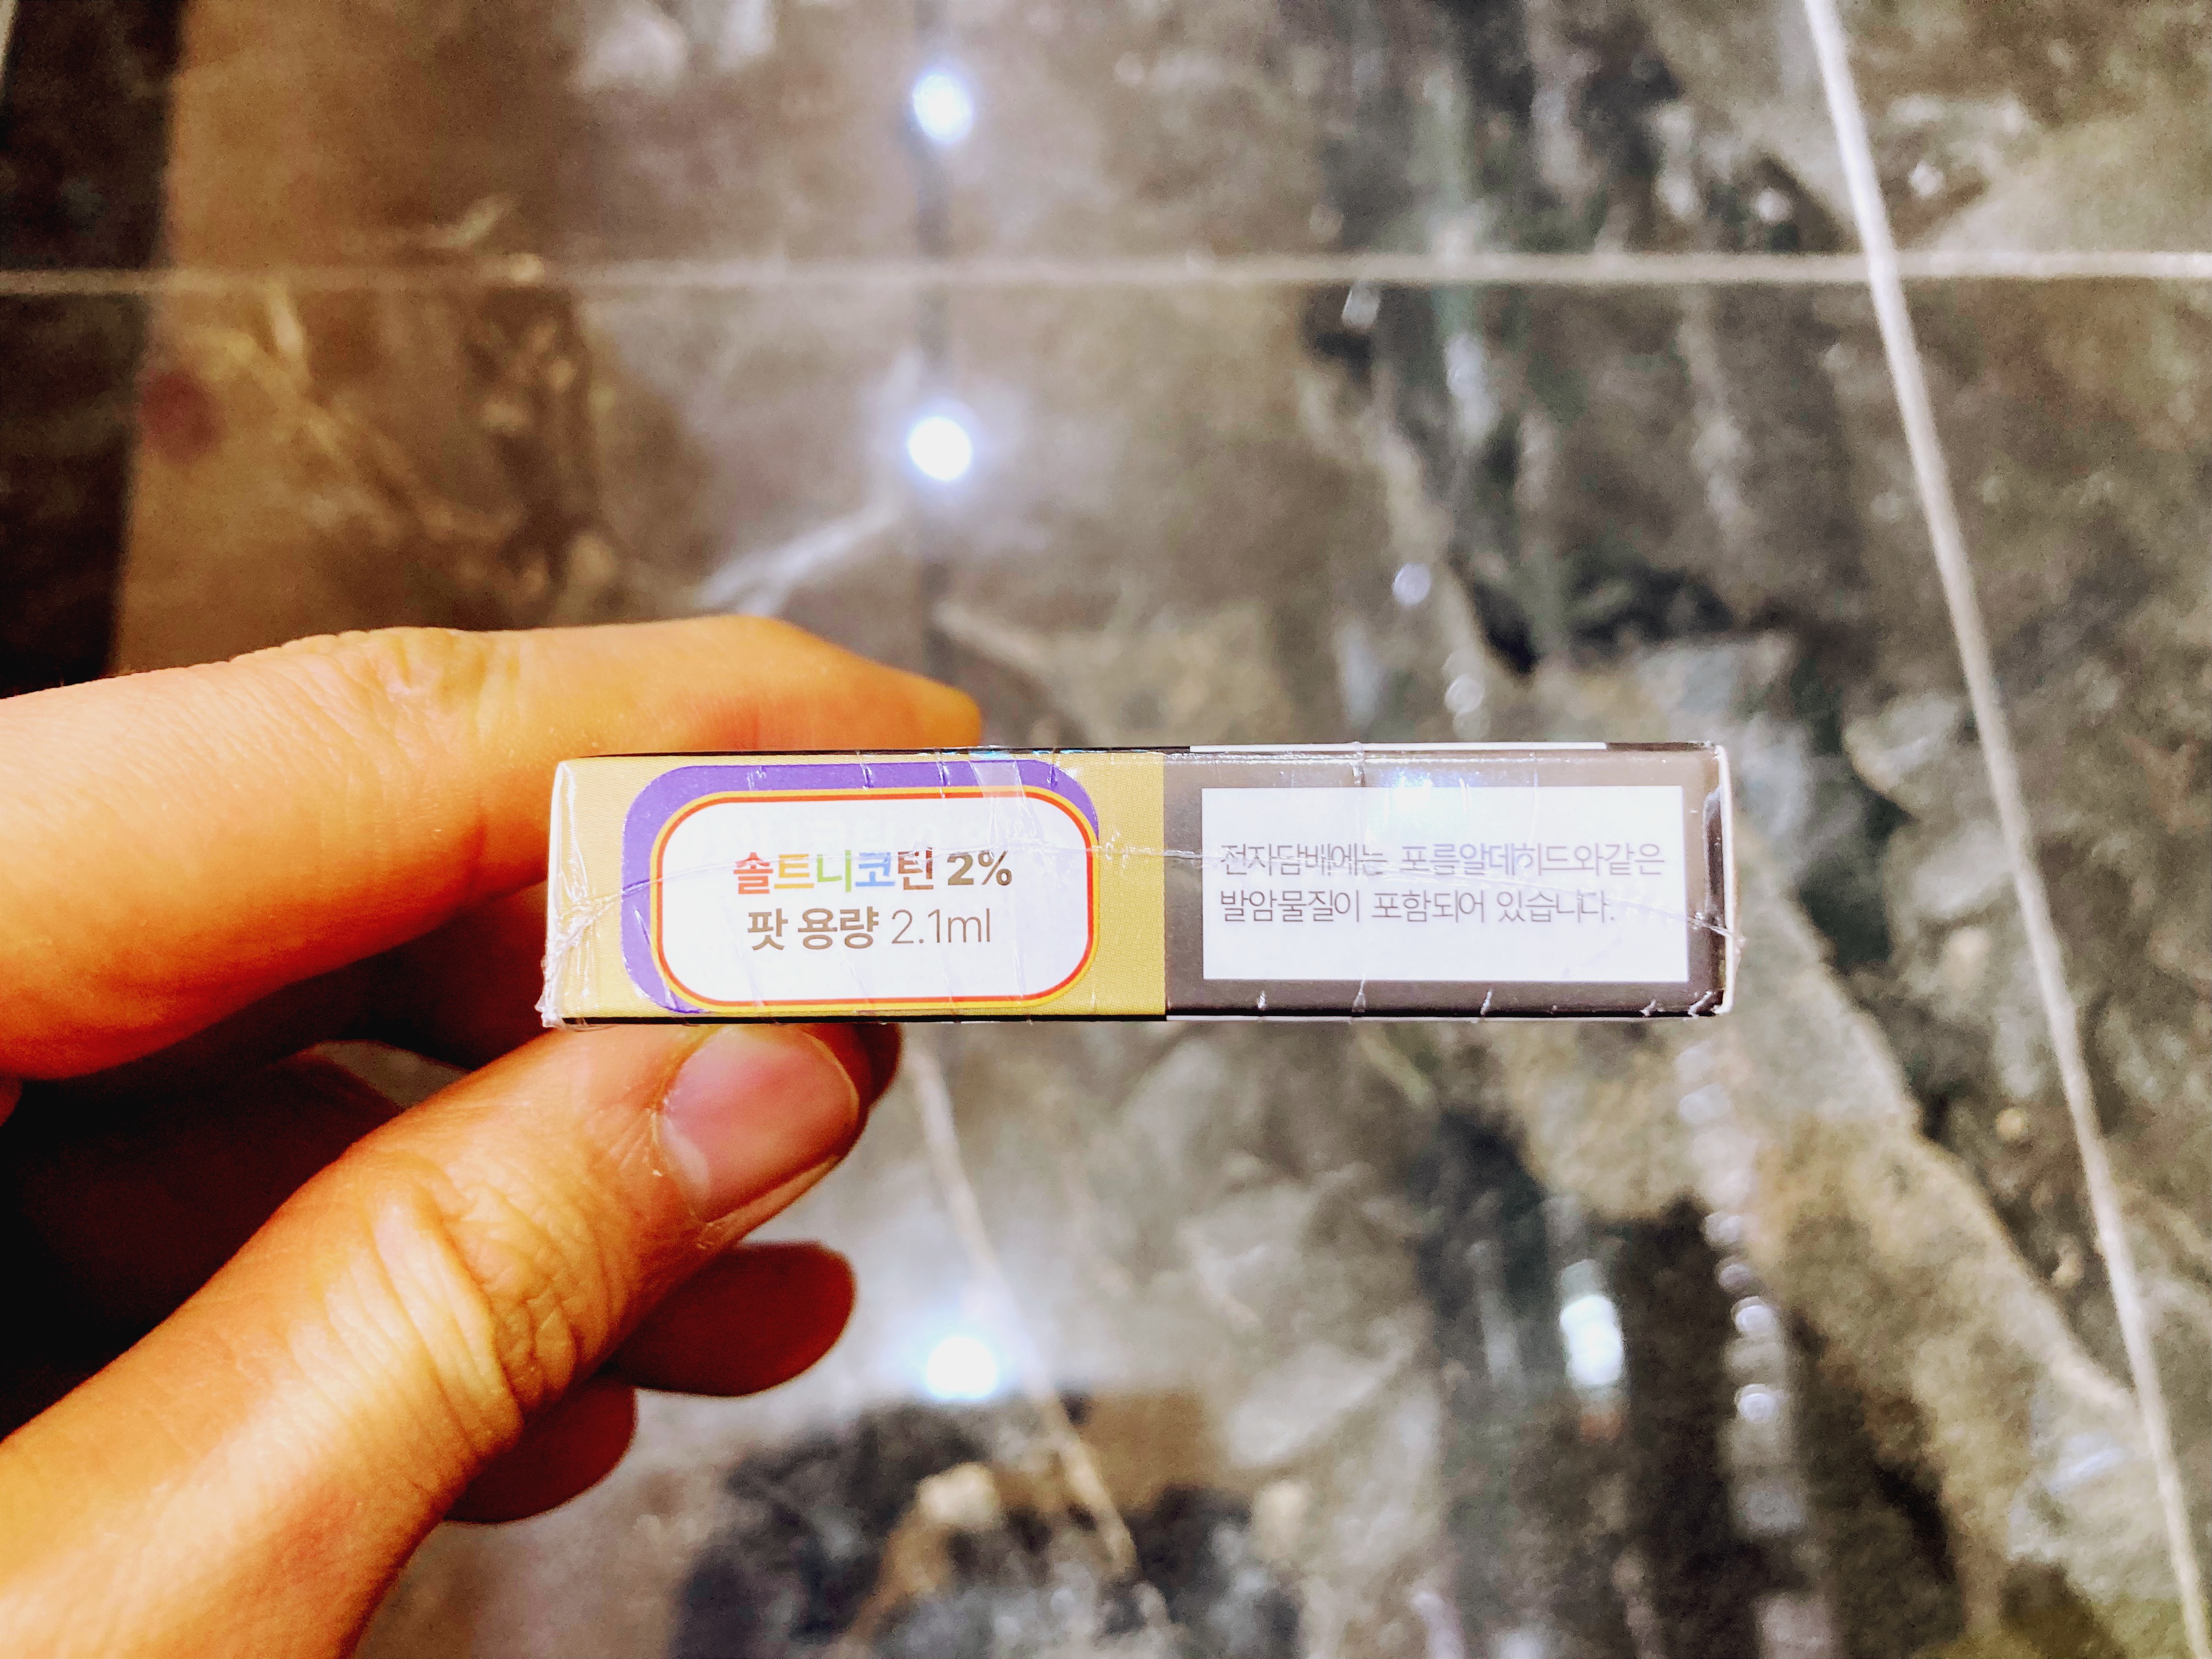 솔트니코틴 2%
팟 용량 2.1ml
전자담배에는 포름알데히드와같은
발암물질이 포함되어 있습니다.